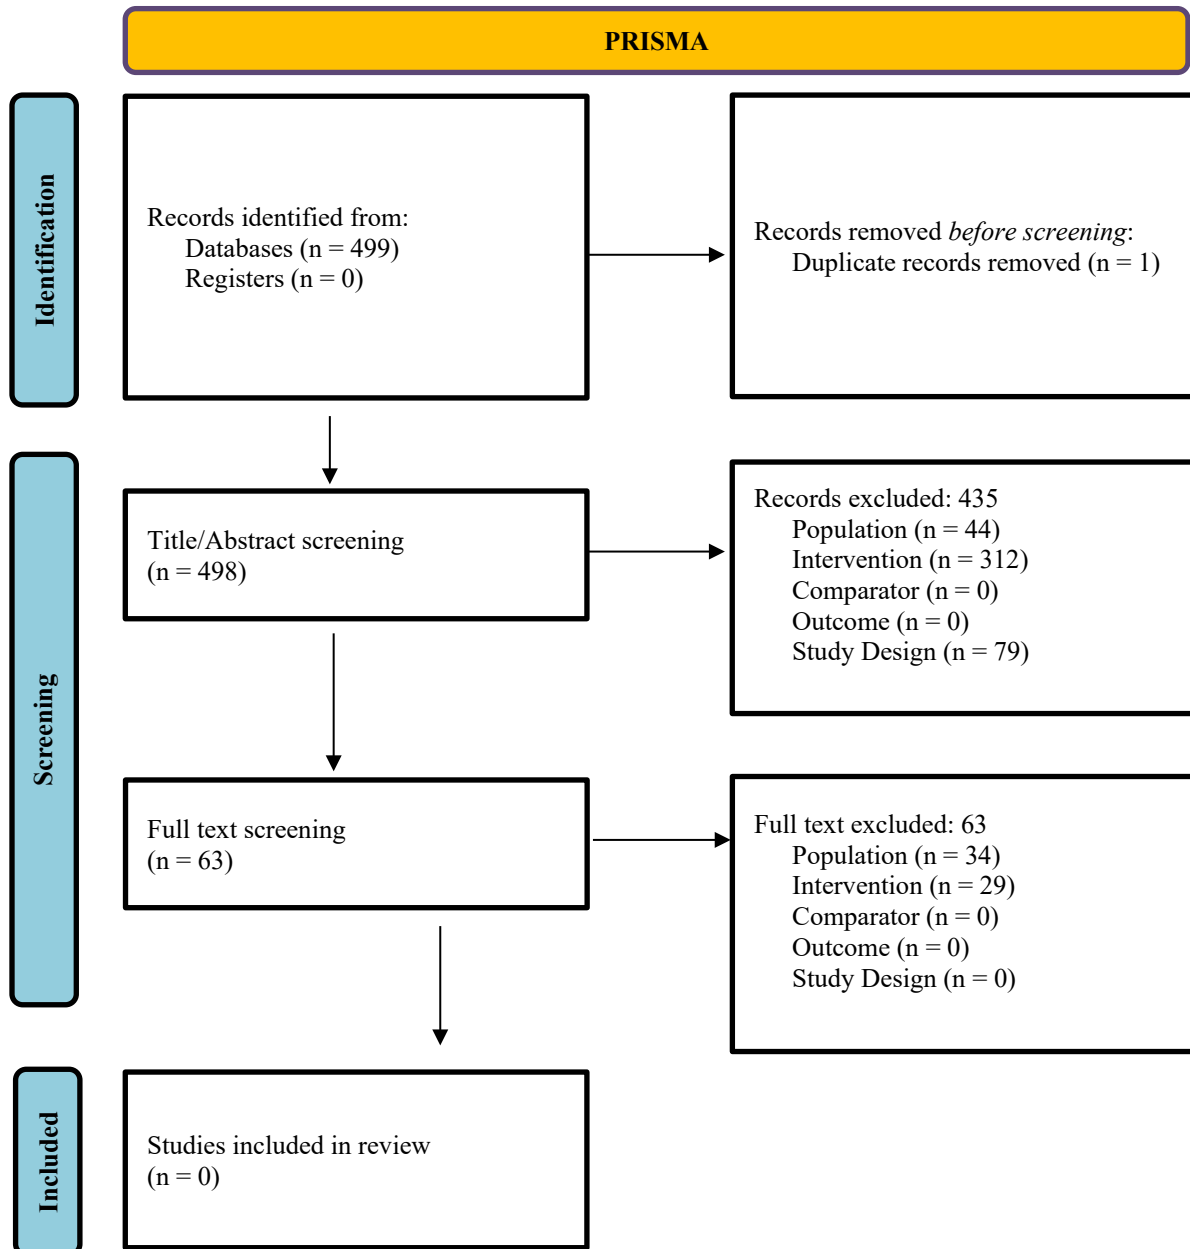 PRISMA
Identification
Records identified from:
Databases (n = 499)
Registers (n = 0)
Records removed before screening:
Duplicate records removed (n = 1)
Screening
Title/Abstract screening
(n = 498)
Records excluded: 435
Population (n = 44)
Intervention (n = 312)
Comparator (n = 0)
Outcome (n = 0)
Study Design (n = 79)
Full text screening
(n = 63)
Full text excluded: 63
Population (n = 34)
Intervention (n = 29)
Comparator (n = 0)
Outcome (n = 0)
Study Design (n = 0)
Included
Studies included in review
(n = 0)